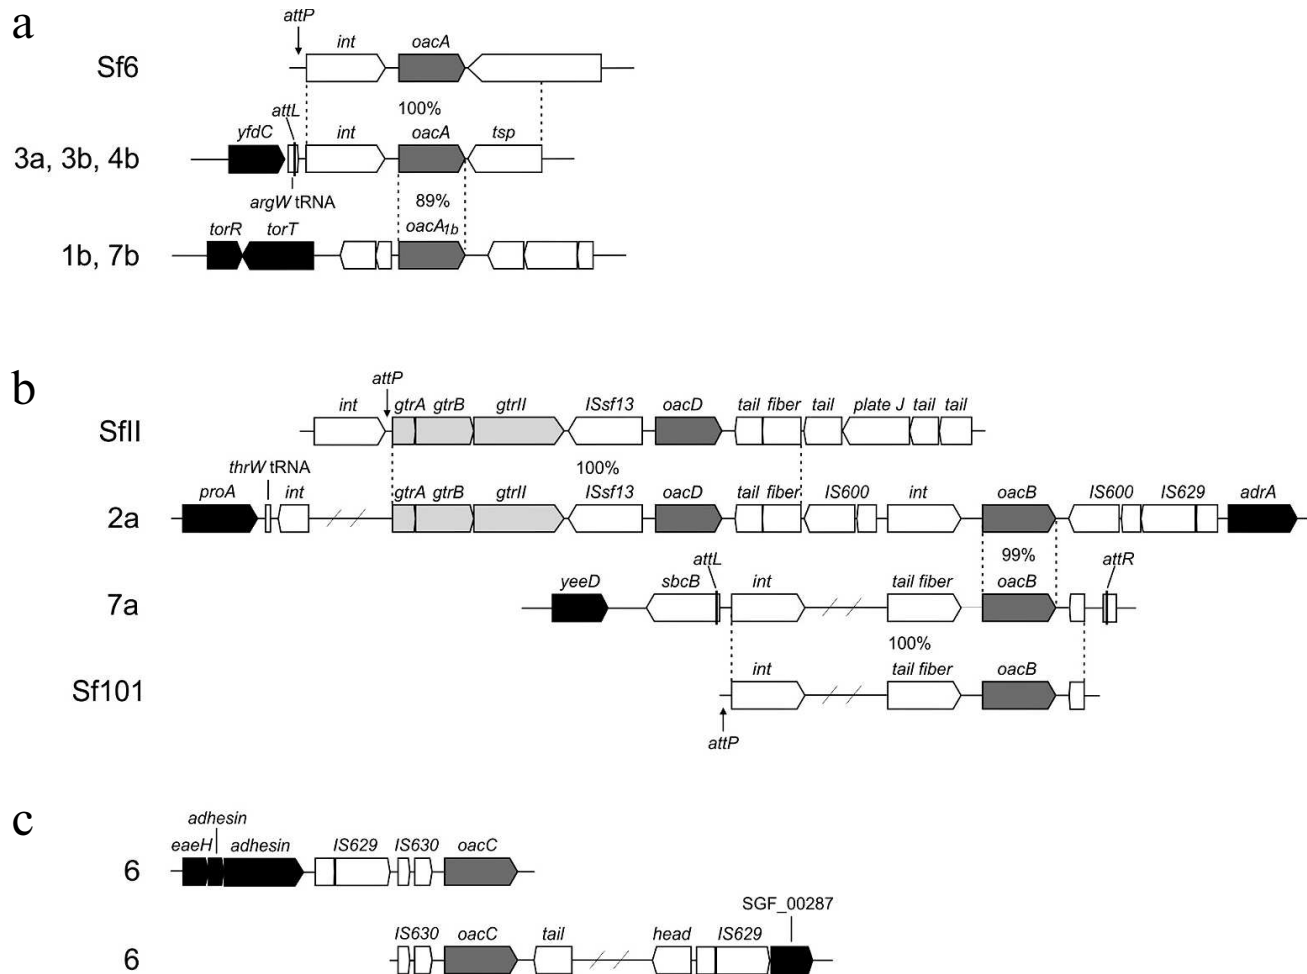 a
attP
int oacA
Sf6
attL 100%
yfdC int oacA tsp
3a, 3b, 4b
argW tRNA 89%
torR torT oacA1b
1b, 7b
b
attP
int gtrA gtrB gtrII ISsf13 oacD tail fiber tail plate J tail tail
SfII
thrW tRNA 100%
proA int gtrA gtrB gtrII ISsf13 oacD tail fiber IS600 int oacB IS600 IS629 adrA
2a
attL 99% attR
yeeD sbcB int tail fiber oacB
7a
100%
int tail fiber oacB
Sf101
attP
c
adhesin
eaeH adhesin IS629 IS630 oacC
6
SGF_00287
IS630 oacC tail head IS629
6